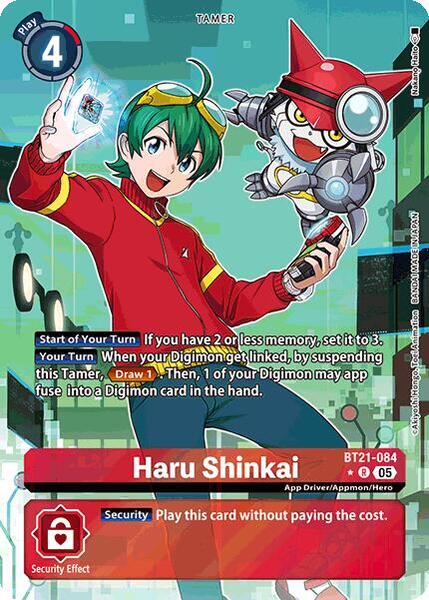 TAMER
Play
4
Nakano Haito
Start of Your Turn If you have 2 or less memory, set it to 3.
Your Turn When your Digimon get linked, by suspending
this Tamer, Draw 1. Then, 1 of your Digimon may app
fuse into a Digimon card in the hand.
©Akiyoshi Hongo, Toei Animation BANDAI MADE IN JAPAN
Haru Shinkai
BT21-084
R 05
App Driver/Appmon/Hero
Security Play this card without paying the cost.
Security Effect